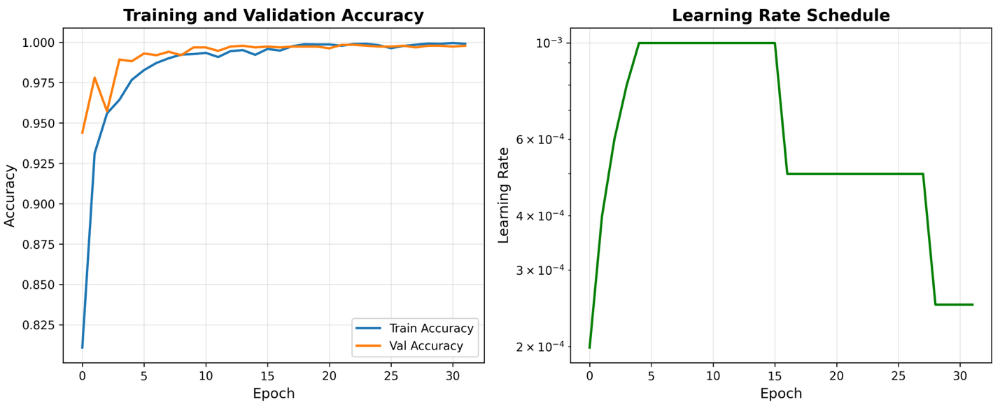 Training and Validation Accuracy
Accuracy
1.000
0.975
0.950
0.925
0.900
0.875
0.850
0.825
Train Accuracy
Val Accuracy
0 5 10 15 20 25 30
Epoch
Learning Rate Schedule
Learning Rate
10⁻³
6 × 10⁻⁴
4 × 10⁻⁴
3 × 10⁻⁴
2 × 10⁻⁴
0 5 10 15 20 25 30
Epoch